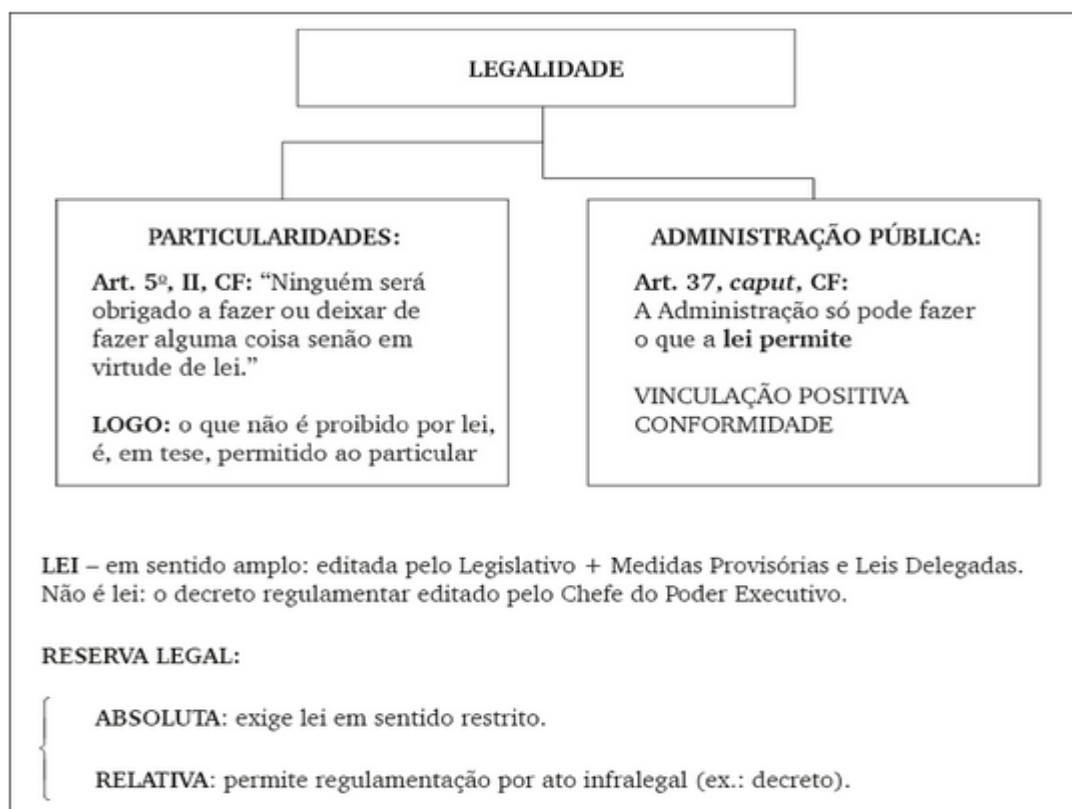 LEGALIDADE
PARTICULARIDADES:
Art. 5º, II, CF: “Ninguém será
obrigado a fazer ou deixar de
fazer alguma coisa senão em
virtude de lei.”
LOGO: o que não é proibido por lei,
é, em tese, permitido ao particular
ADMINISTRAÇÃO PÚBLICA:
Art. 37, caput, CF:
A Administração só pode fazer
o que a lei permite
VINCULAÇÃO POSITIVA
CONFORMIDADE
LEI – em sentido amplo: editada pelo Legislativo + Medidas Provisórias e Leis Delegadas.
Não é lei: o decreto regulamentar editado pelo Chefe do Poder Executivo.
RESERVA LEGAL:
ABSOLUTA: exige lei em sentido restrito.
RELATIVA: permite regulamentação por ato infralegal (ex.: decreto).